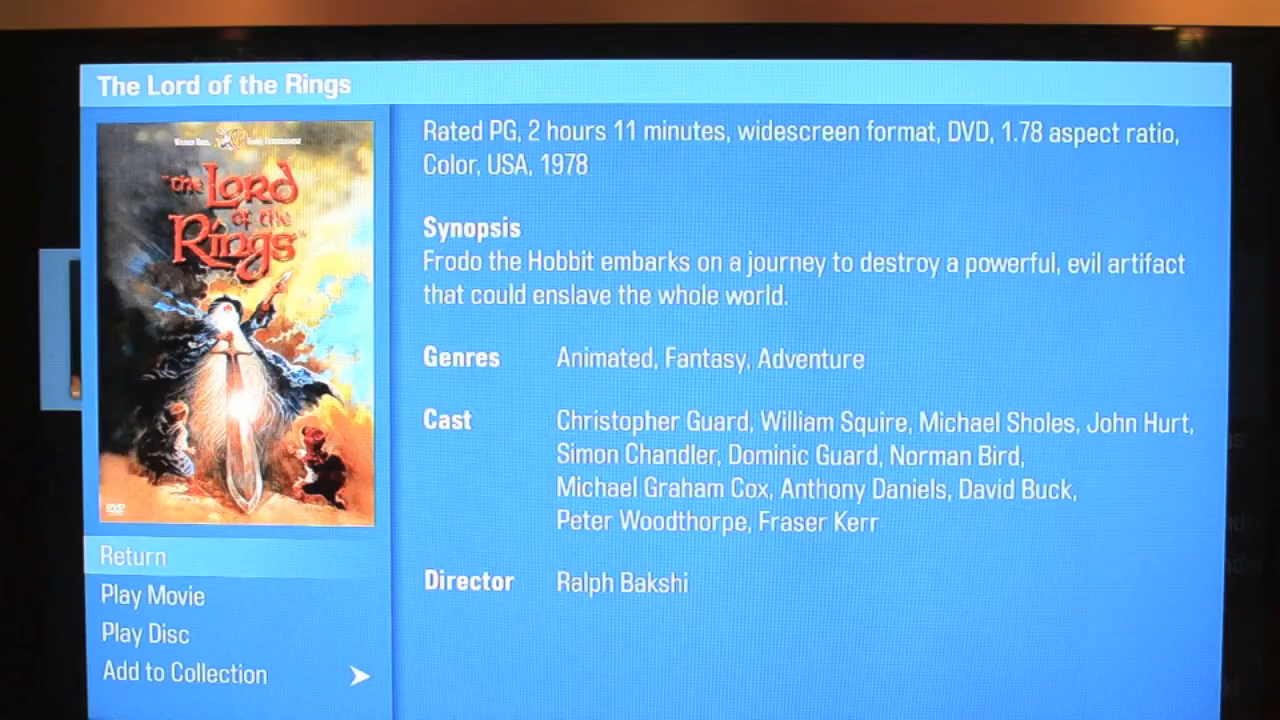 The Lord of the Rings
"the Lord
of the
Rings"
DVD
Return
Play Movie
Play Disc
Add to Collection
Rated PG, 2 hours 11 minutes, widescreen format, DVD, 1.78 aspect ratio,
Color, USA, 1978
Synopsis
Frodo the Hobbit embarks on a journey to destroy a powerful, evil artifact
that could enslave the whole world.
Genres Animated, Fantasy, Adventure
Cast Christopher Guard, William Squire, Michael Sholes, John Hurt,
Simon Chandler, Dominic Guard, Norman Bird,
Michael Graham Cox, Anthony Daniels, David Buck,
Peter Woodthorpe, Fraser Kerr
Director Ralph Bakshi